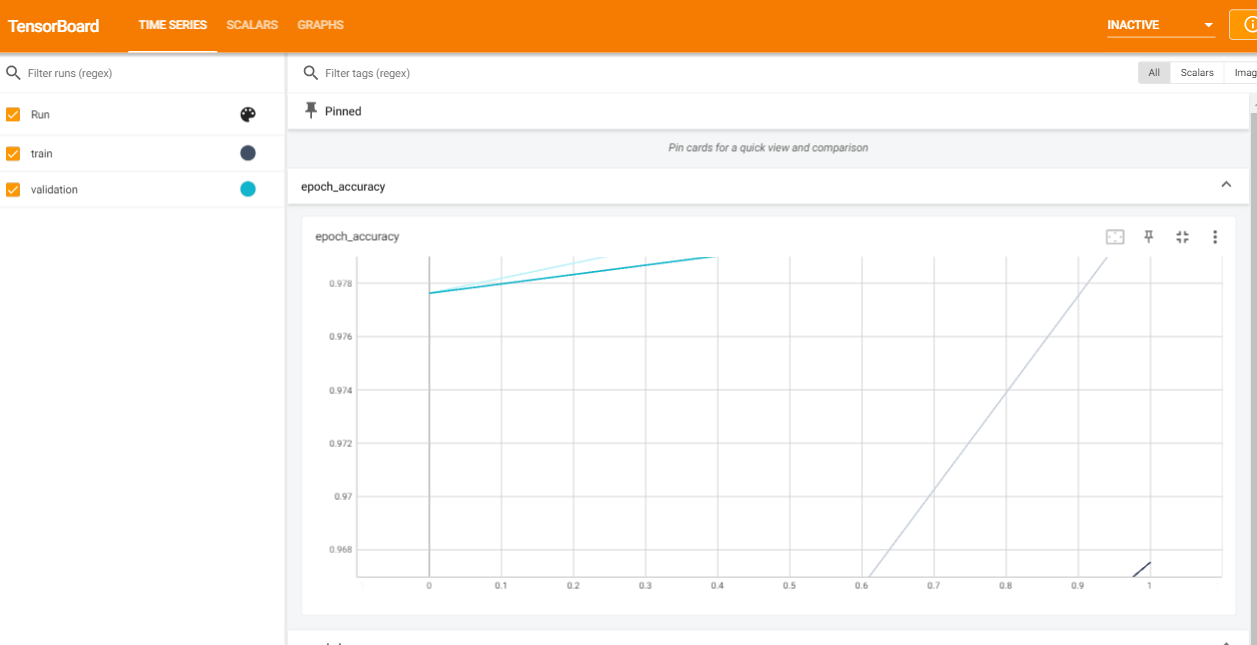 TensorBoard TIME SERIES SCALARS GRAPHS INACTIVE
Filter runs (regex)
Filter tags (regex) All Scalars Imag
Run
Pinned
train
Pin cards for a quick view and comparison
validation
epoch_accuracy
epoch_accuracy
0.978
0.976
0.974
0.972
0.97
0.968
0 0.1 0.2 0.3 0.4 0.5 0.6 0.7 0.8 0.9 1